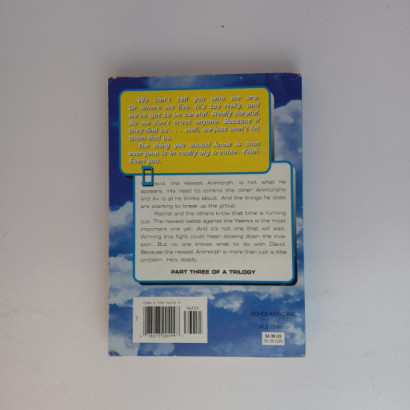 We can't tell you who we are.
Or where we live. It's too risky, and
we've got to be careful. Really careful.
So we don't trust anyone. Because if
they find us . . . well, we just won't let
them find us.
The thing you should know is that
everyone is in really big trouble. Yeah.
Even you.
David, the newest Animorph, is not what he
appears. His need to control the other Animorphs
and Ax is all he thinks about. And the things he does
are starting to break up the group.
Rachel and the others know that time is running
out. The newest battle against the Yeerks is their most
important one yet. And it's not one that will wait.
Winning this fight could mean slowing down the inva-
sion. But no one knows what to do with David.
Because the newest Animorph is more than just a little
problem. He's deadly.
PART THREE OF A TRILOGY
SCHOLASTIC INC.
$4.99 US